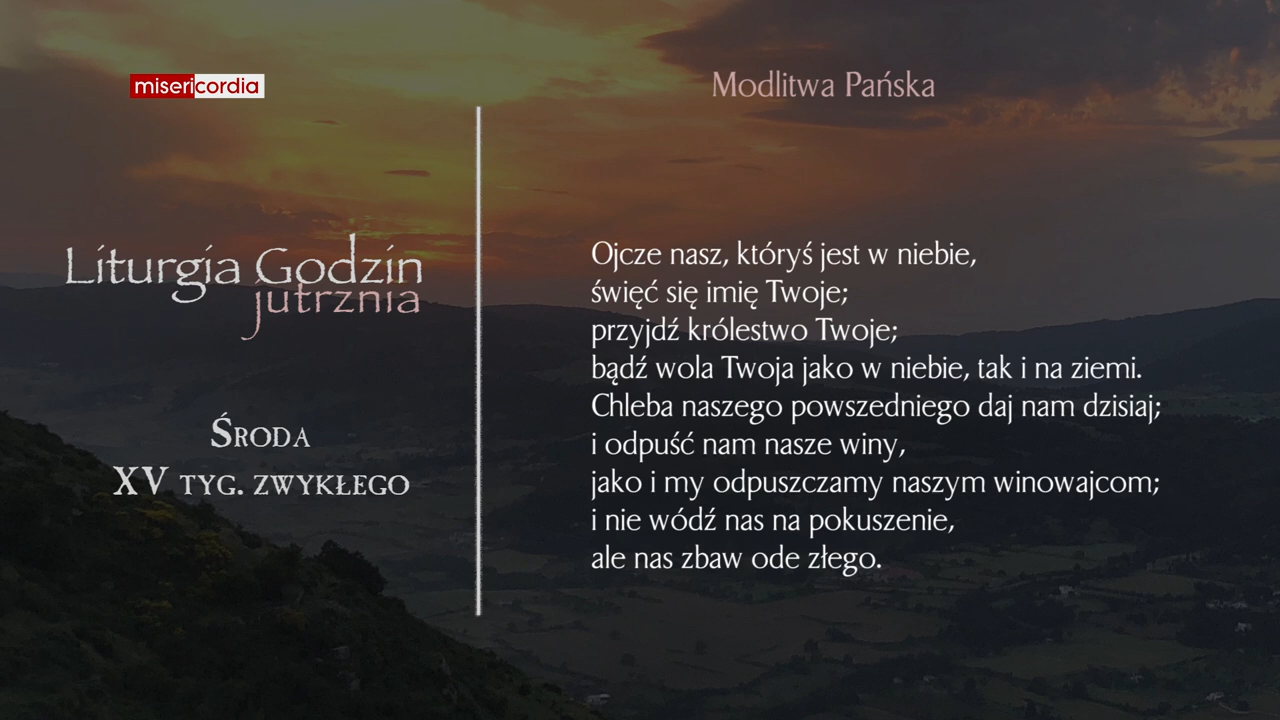 misericordia
Liturgia Godzin
jutrznia
Środa
XV tyg. zwykłego
Modlitwa Pańska
Ojcze nasz, któryś jest w niebie,
święć się imię Twoje;
przyjdź królestwo Twoje;
bądź wola Twoja jako w niebie, tak i na ziemi.
Chleba naszego powszedniego daj nam dzisiaj;
i odpuść nam nasze winy,
jako i my odpuszczamy naszym winowajcom;
i nie wódź nas na pokuszenie,
ale nas zbaw ode złego.